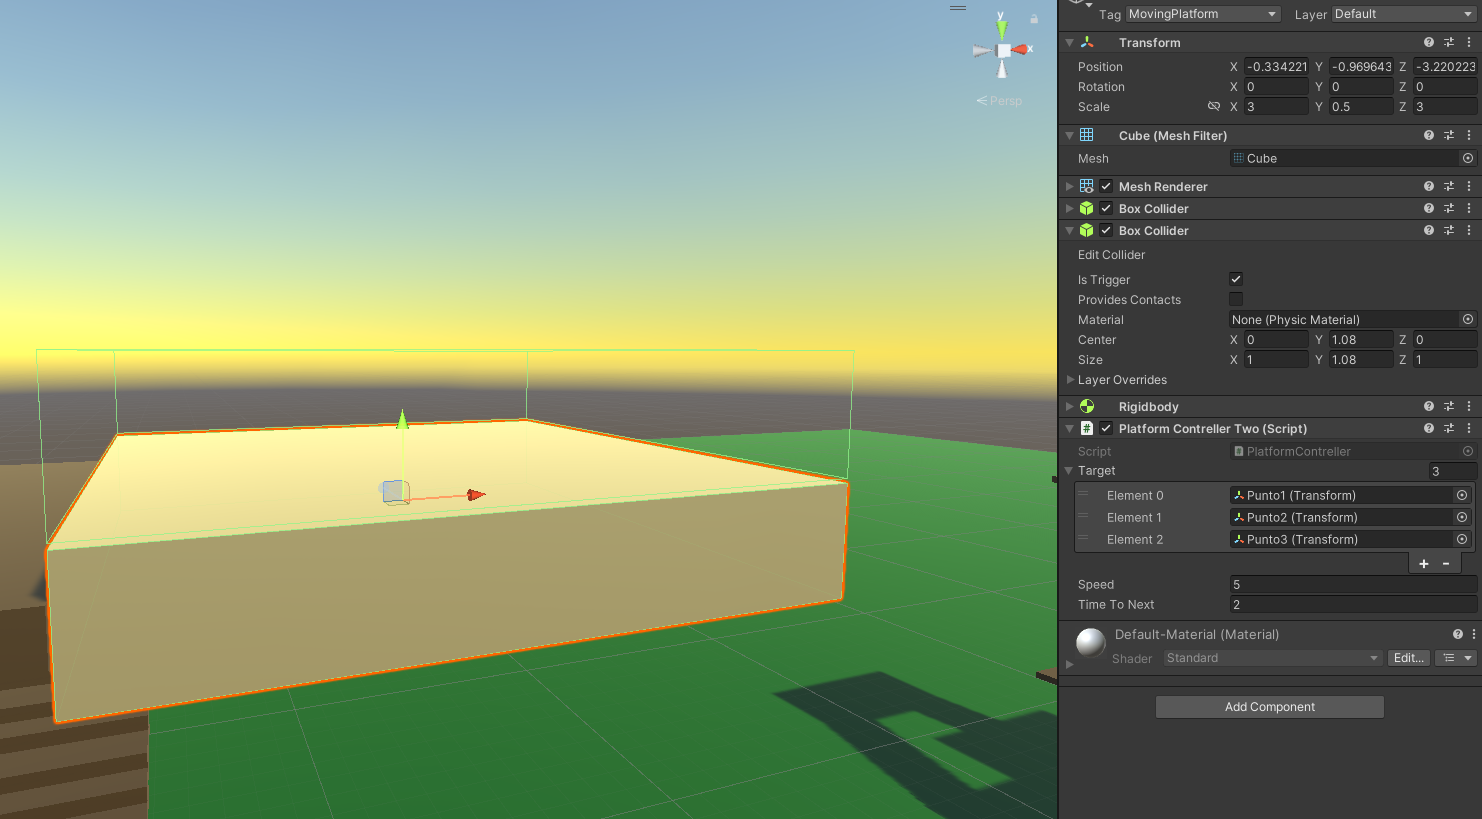 y
x
Persp
Tag MovingPlatform Layer Default
Transform
Position X -0.334221 Y -0.969643 Z -3.220223
Rotation X 0 Y 0 Z 0
Scale X 3 Y 0.5 Z 3
Cube (Mesh Filter)
Mesh Cube
Mesh Renderer
Box Collider
Box Collider
Edit Collider
Is Trigger
Provides Contacts
Material None (Physic Material)
Center X 0 Y 1.08 Z 0
Size X 1 Y 1.08 Z 1
Layer Overrides
Rigidbody
# Platform Contreller Two (Script)
Script # PlatformContreller
Target 3
Element 0 Punto1 (Transform)
Element 1 Punto2 (Transform)
Element 2 Punto3 (Transform)
+ -
Speed 5
Time To Next 2
Default-Material (Material)
Shader Standard Edit...
Add Component